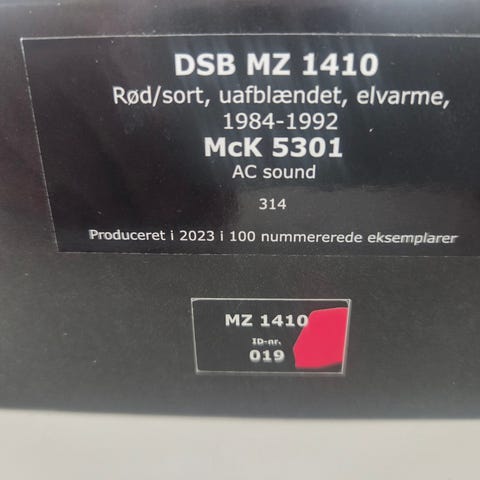 DSB MZ 1410
Rød/sort, uafblændet, elvarme,
1984-1992
McK 5301
AC sound
314
Produceret i 2023 i 100 nummererede eksemplarer
MZ 1410
ID-nr.
019